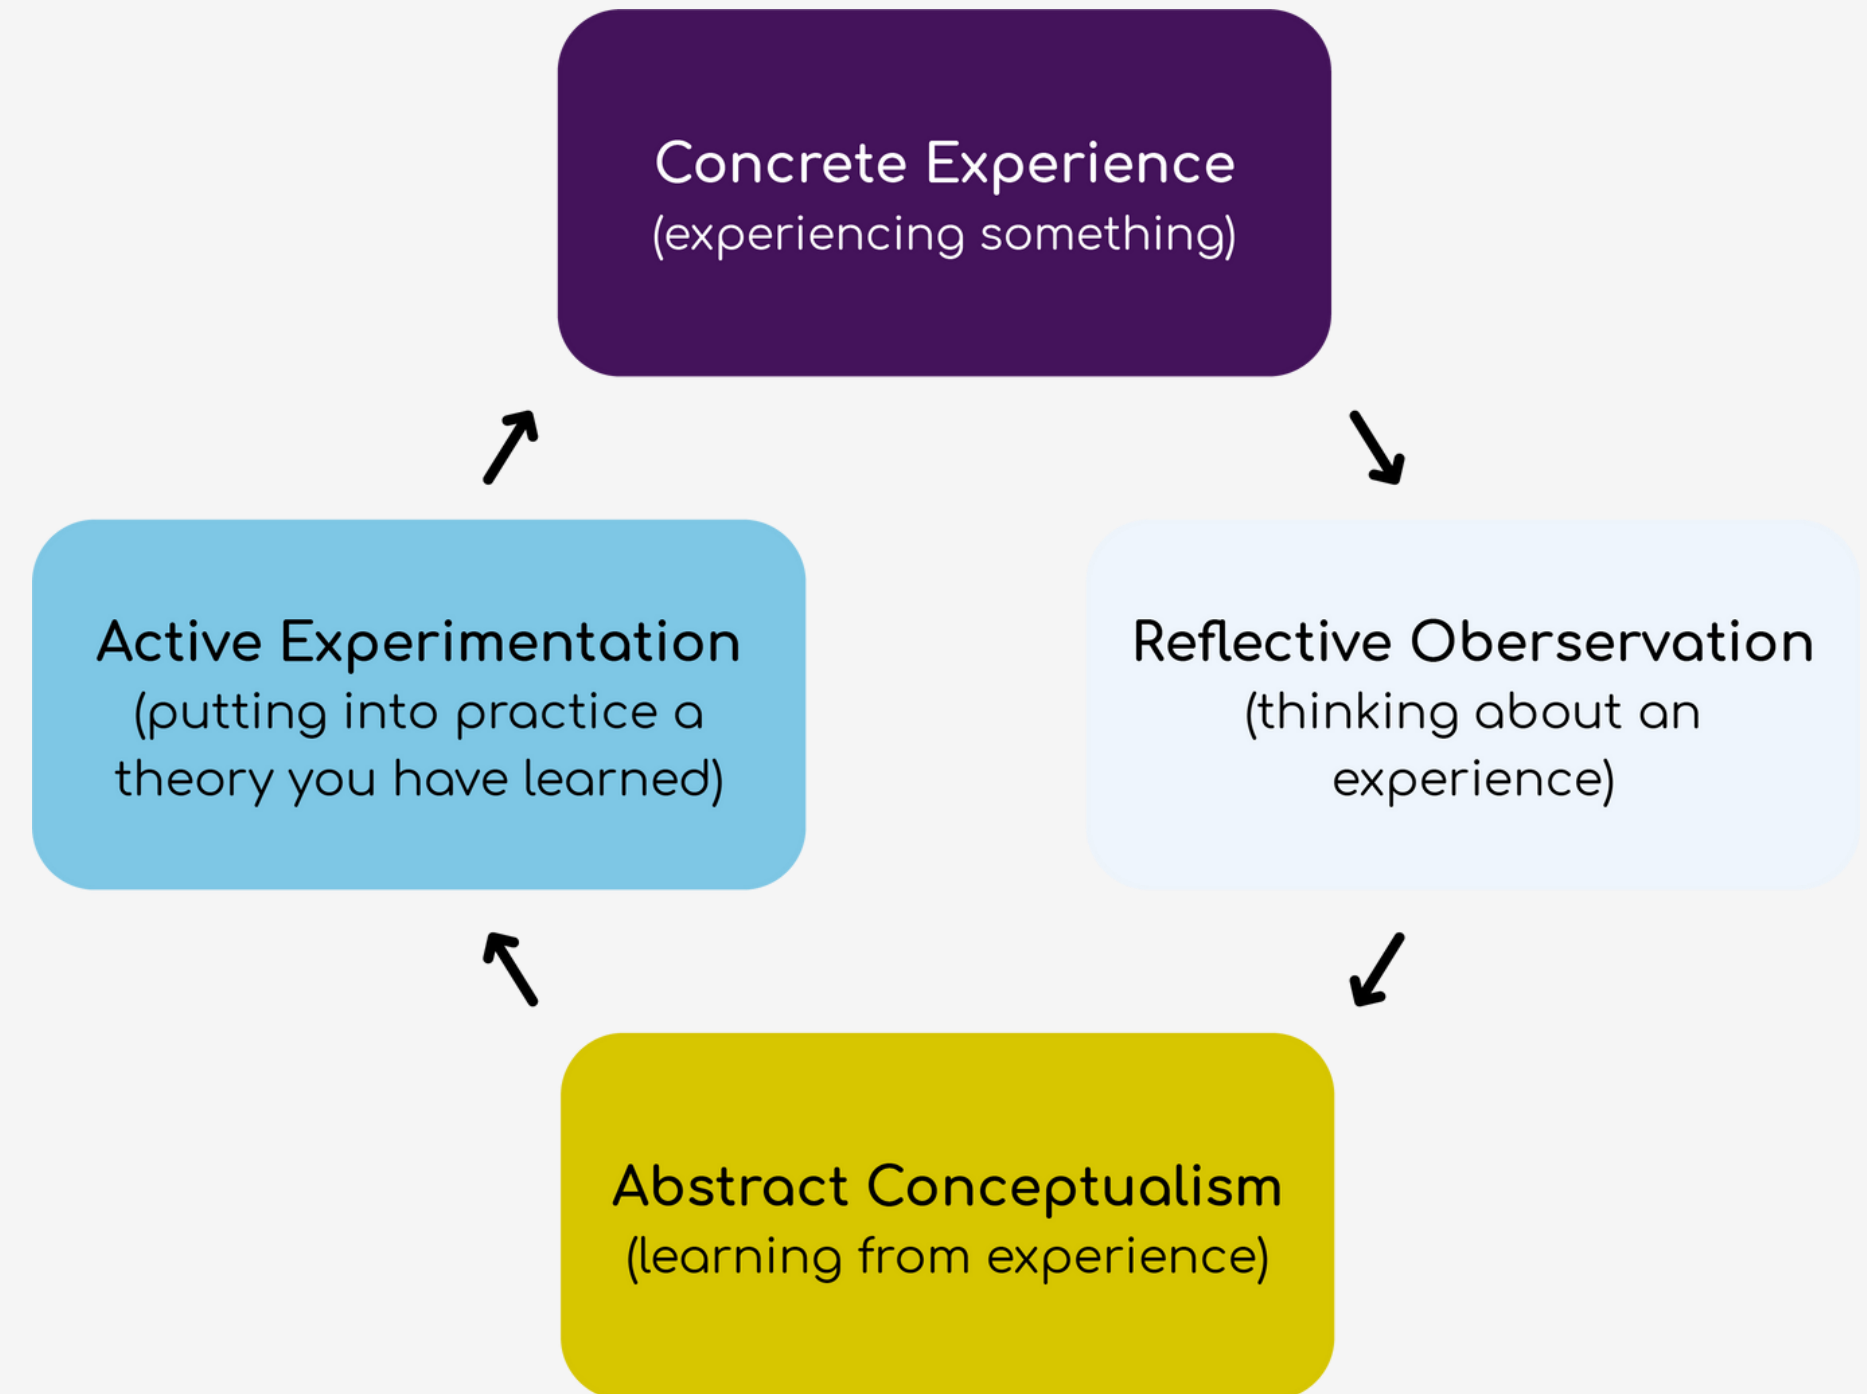 Concrete Experience
(experiencing something)
Active Experimentation
(putting into practice a
theory you have learned)
Reflective Oberservation
(thinking about an
experience)
Abstract Conceptualism
(learning from experience)